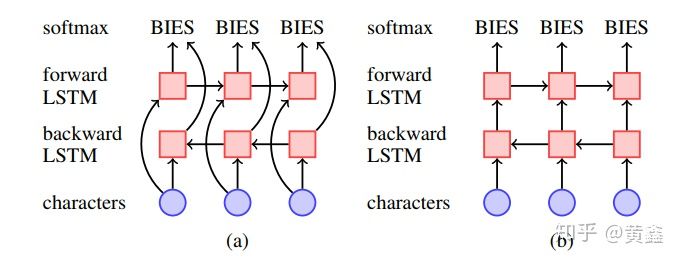 softmax BIES BIES BIES
forward
LSTM
backward
LSTM
characters
(a)
BIES BIES BIES
softmax
forward
LSTM
backward
LSTM
characters
(b)
知乎 @黄鑫